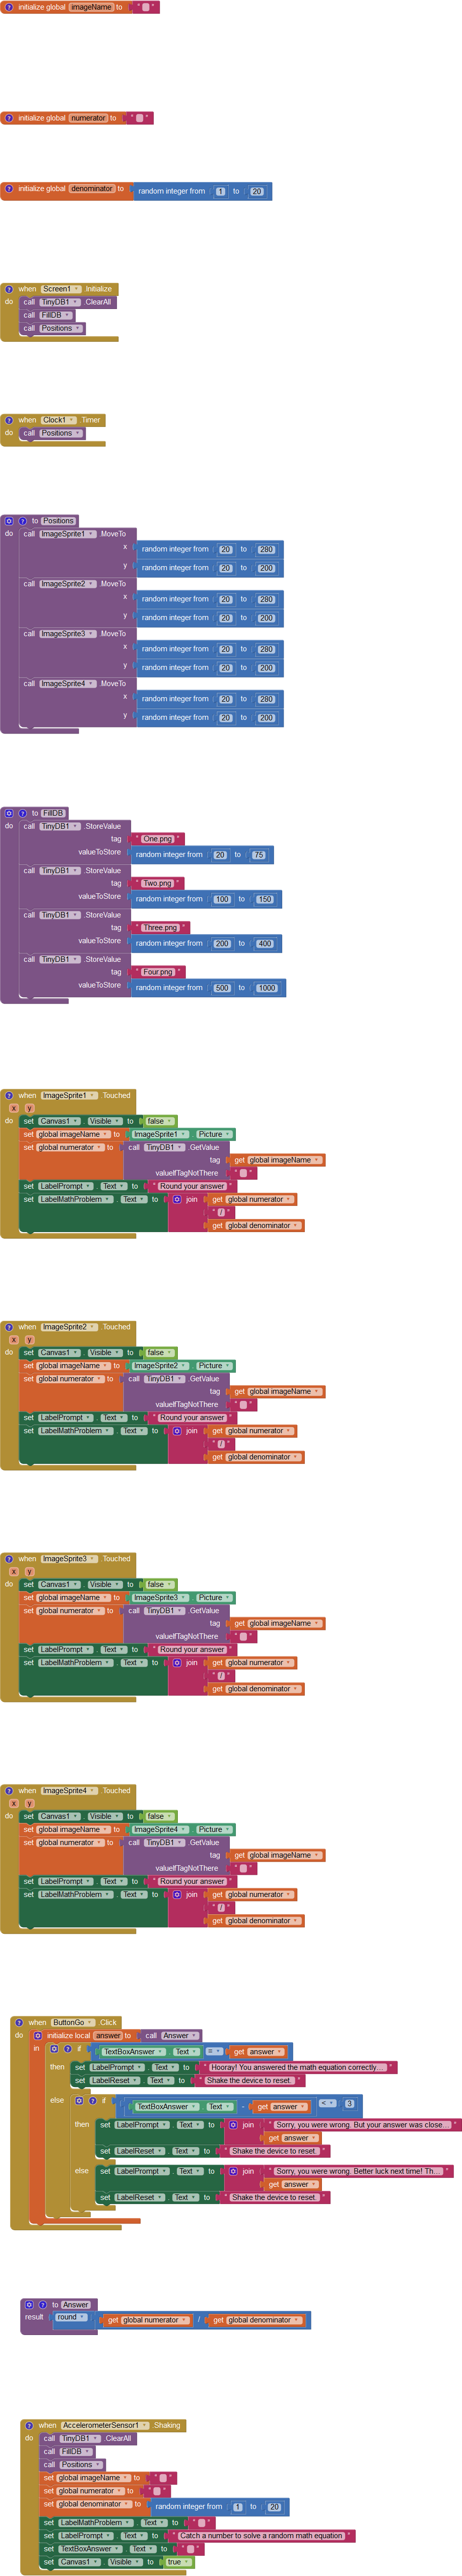 initialize global imageName to " "
initialize global numerator to " "
initialize global denominator to random integer from 1 to 20
when Screen1 .Initialize
do call TinyDB1 .ClearAll
call FillDB
call Positions
when Clock1 .Timer
do call Positions
to Positions
do call ImageSprite1 .MoveTo
x random integer from 20 to 280
y random integer from 20 to 200
call ImageSprite2 .MoveTo
x random integer from 20 to 280
y random integer from 20 to 200
call ImageSprite3 .MoveTo
x random integer from 20 to 280
y random integer from 20 to 200
call ImageSprite4 .MoveTo
x random integer from 20 to 280
y random integer from 20 to 200
to FillDB
do call TinyDB1 .StoreValue
tag " One.png "
valueToStore random integer from 20 to 75
call TinyDB1 .StoreValue
tag " Two.png "
valueToStore random integer from 100 to 150
call TinyDB1 .StoreValue
tag " Three.png "
valueToStore random integer from 200 to 400
call TinyDB1 .StoreValue
tag " Four.png "
valueToStore random integer from 500 to 1000
when ImageSprite1 .Touched
x y
do set Canvas1 . Visible to false
set global imageName to ImageSprite1 . Picture
set global numerator to call TinyDB1 .GetValue
tag get global imageName
valueIfTagNotThere " "
set LabelPrompt . Text to " Round your answer "
set LabelMathProblem . Text to join get global numerator
" / "
get global denominator
when ImageSprite2 .Touched
x y
do set Canvas1 . Visible to false
set global imageName to ImageSprite2 . Picture
set global numerator to call TinyDB1 .GetValue
tag get global imageName
valueIfTagNotThere " "
set LabelPrompt . Text to " Round your answer "
set LabelMathProblem . Text to join get global numerator
" / "
get global denominator
when ImageSprite3 .Touched
x y
do set Canvas1 . Visible to false
set global imageName to ImageSprite3 . Picture
set global numerator to call TinyDB1 .GetValue
tag get global imageName
valueIfTagNotThere " "
set LabelPrompt . Text to " Round your answer "
set LabelMathProblem . Text to join get global numerator
" / "
get global denominator
when ImageSprite4 .Touched
x y
do set Canvas1 . Visible to false
set global imageName to ImageSprite4 . Picture
set global numerator to call TinyDB1 .GetValue
tag get global imageName
valueIfTagNotThere " "
set LabelPrompt . Text to " Round your answer "
set LabelMathProblem . Text to join get global numerator
" / "
get global denominator
when ButtonGo .Click
do initialize local answer to call Answer
in if TextBoxAnswer . Text = get answer
then set LabelPrompt . Text to " Hooray! You answered the math equation correctly... "
set LabelReset . Text to " Shake the device to reset. "
else if TextBoxAnswer . Text - get answer < 3
then set LabelPrompt . Text to join " Sorry, you were wrong. But your answer was close... "
get answer
set LabelReset . Text to " Shake the device to reset. "
else set LabelPrompt . Text to join " Sorry, you were wrong. Better luck next time! Th... "
get answer
set LabelReset . Text to " Shake the device to reset. "
to Answer
result round get global numerator / get global denominator
when AccelerometerSensor1 .Shaking
do call TinyDB1 .ClearAll
call FillDB
call Positions
set global imageName to " "
set global numerator to " "
set global denominator to random integer from 1 to 20
set LabelMathProblem . Text to " "
set LabelPrompt . Text to " Catch a number to solve a random math equation "
set TextBoxAnswer . Text to " "
set Canvas1 . Visible to true